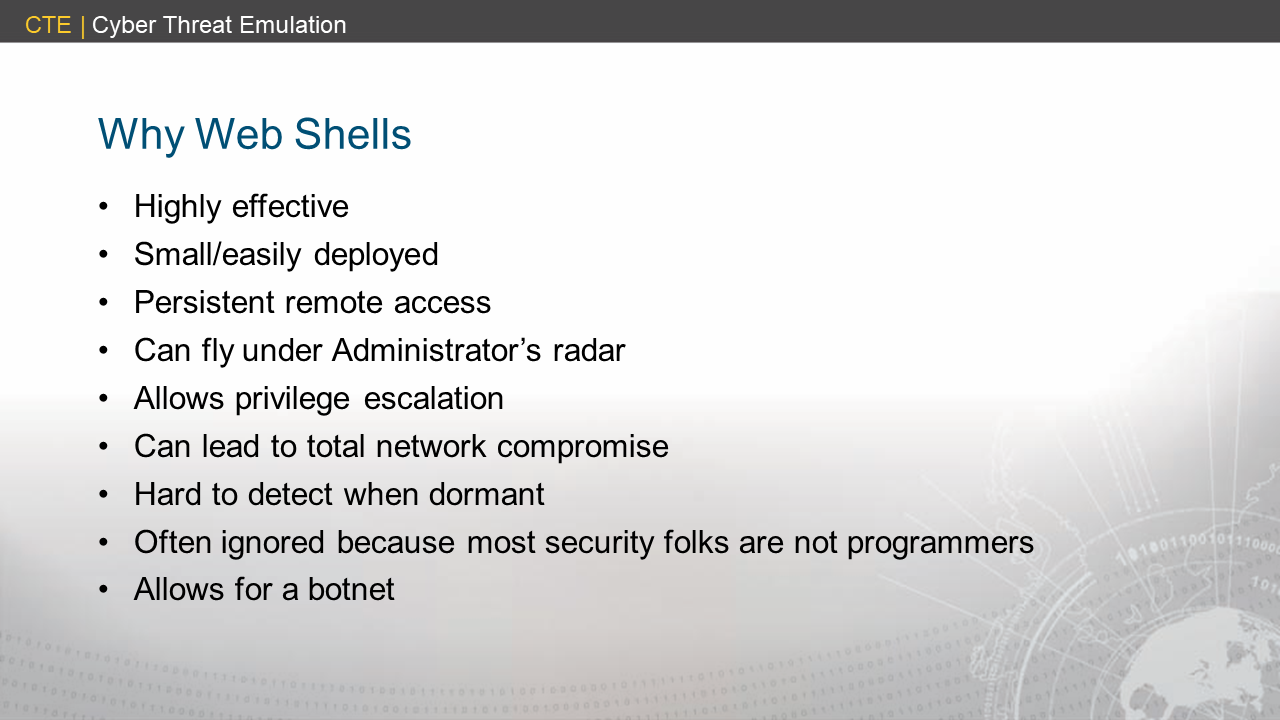 CTE | Cyber Threat Emulation
Why Web Shells
• Highly effective
• Small/easily deployed
• Persistent remote access
• Can fly under Administrator’s radar
• Allows privilege escalation
• Can lead to total network compromise
• Hard to detect when dormant
• Often ignored because most security folks are not programmers
• Allows for a botnet